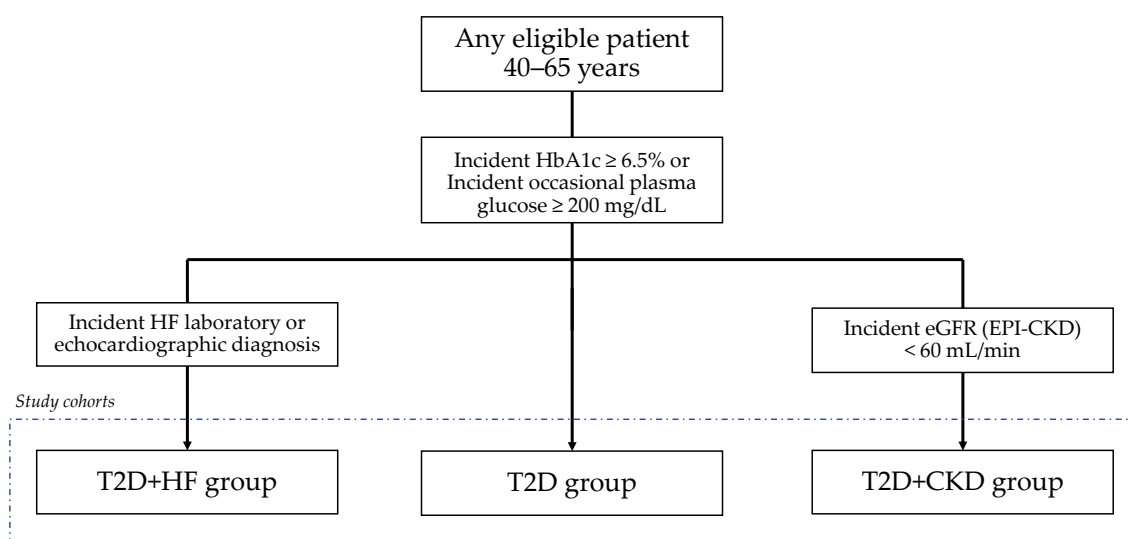 Any eligible patient
40–65 years
Incident HbA1c ≥ 6.5% or
Incident occasional plasma
glucose ≥ 200 mg/dL
Incident HF laboratory or
echocardiographic diagnosis
Incident eGFR (EPI-CKD)
< 60 mL/min
Study cohorts
T2D+HF group
T2D group
T2D+CKD group